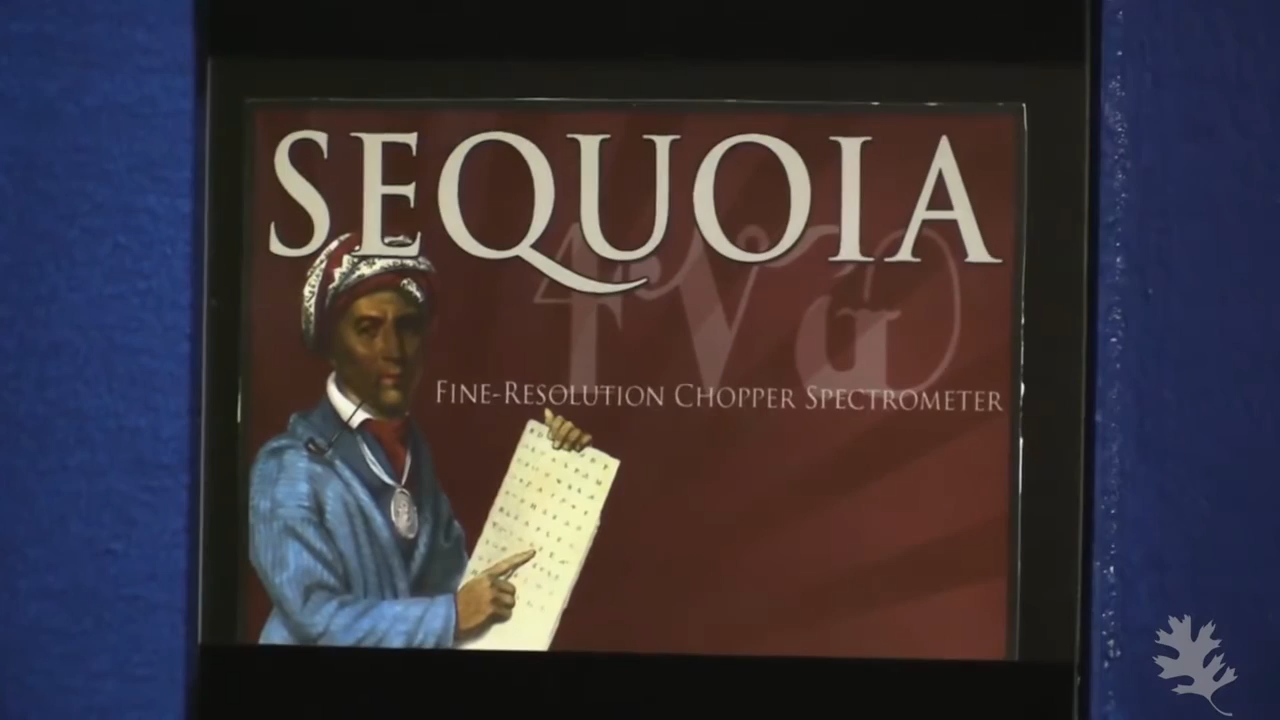 SEQUOIA
ᏎᏉᏯ
FINE-RESOLUTION CHOPPER SPECTROMETER